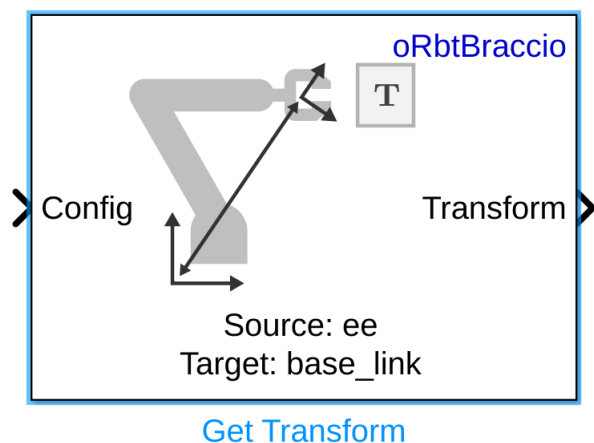 oRbtBraccio
T
Config
Transform
Source: ee
Target: base_link
Get Transform